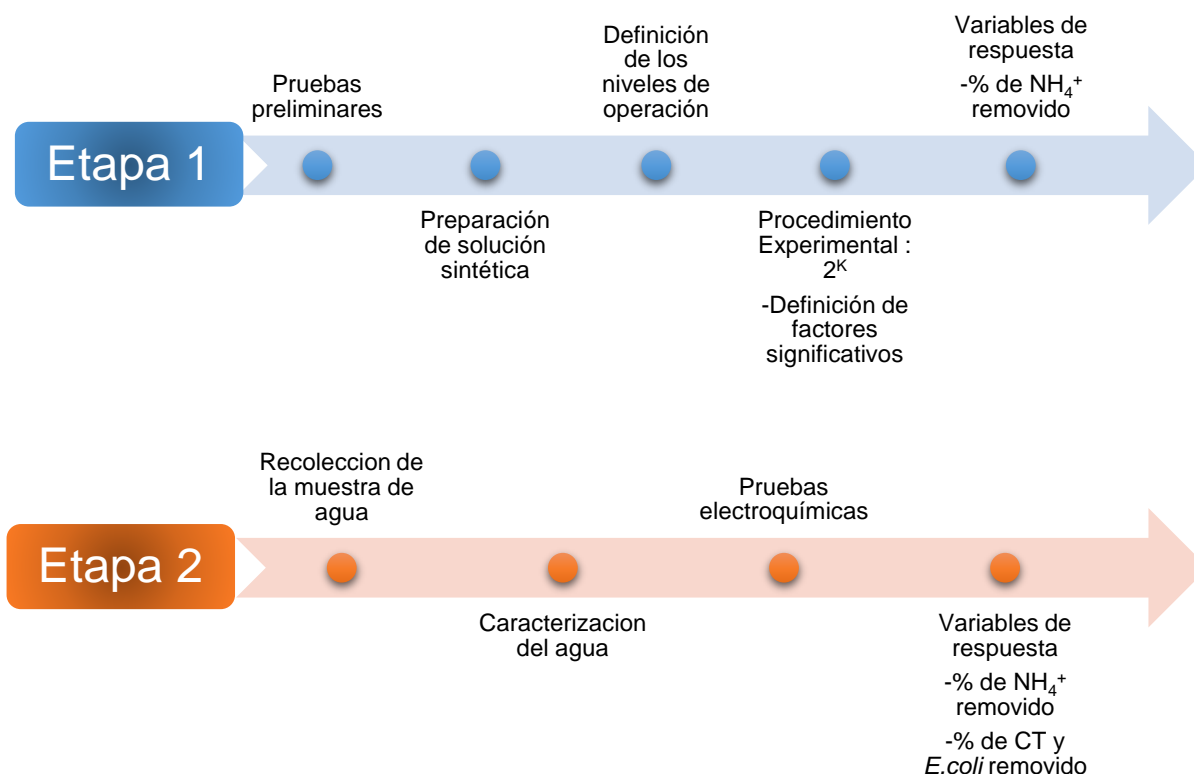 Etapa 1
Pruebas
preliminares
Preparación
de solución
sintética
Definición
de los
niveles de
operación
Procedimiento
Experimental :
2ᴷ
-Definición de
factores
significativos
Variables de
respuesta
-% de NH₄⁺
removido
Etapa 2
Recoleccion de
la muestra de
agua
Caracterizacion
del agua
Pruebas
electroquímicas
Variables de
respuesta
-% de NH₄⁺
removido
-% de CT y
E.coli removido